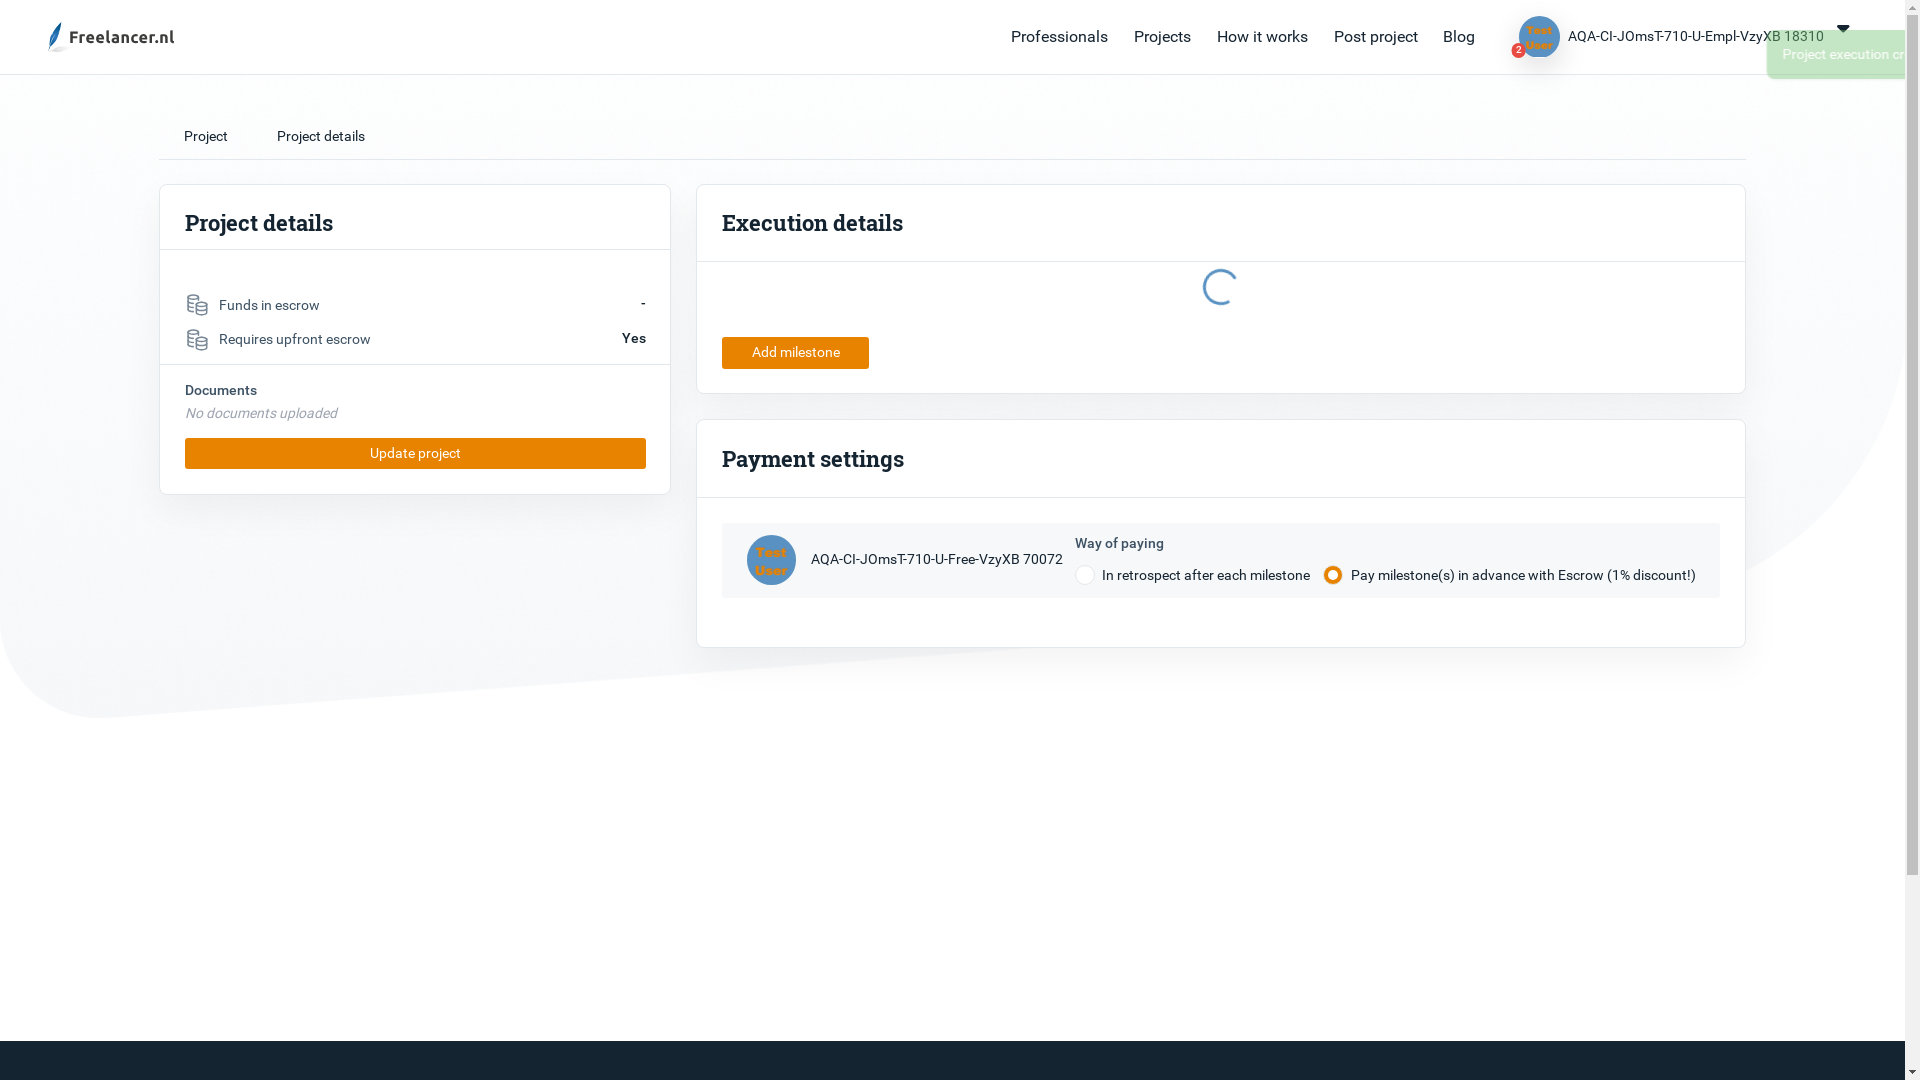 Freelancer.nl
Professionals
Projects
How it works
Post project
Blog
Test
User
2
AQA-CI-JOmsT-710-U-Empl-VzyXB 18310
Project execution
Project
Project details
Project details
Funds in escrow
-
Requires upfront escrow
Yes
Documents
No documents uploaded
Update project
Execution details
Add milestone
Payment settings
Test
User
AQA-CI-JOmsT-710-U-Free-VzyXB 70072
Way of paying
In retrospect after each milestone
Pay milestone(s) in advance with Escrow (1% discount!)